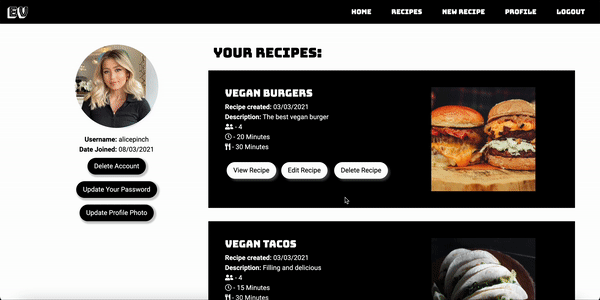 EV
HOME RECIPES NEW RECIPE PROFILE LOGOUT
YOUR RECIPES:
Username: alicepinch
Date Joined: 08/03/2021
Delete Account
Update Your Password
Update Profile Photo
VEGAN BURGERS
Recipe created: 03/03/2021
Description: The best vegan burger
- 4
- 20 Minutes
- 30 Minutes
View Recipe Edit Recipe Delete Recipe
VEGAN TACOS
Recipe created: 03/03/2021
Description: Filling and delicious
- 4
- 15 Minutes
- 30 Minutes